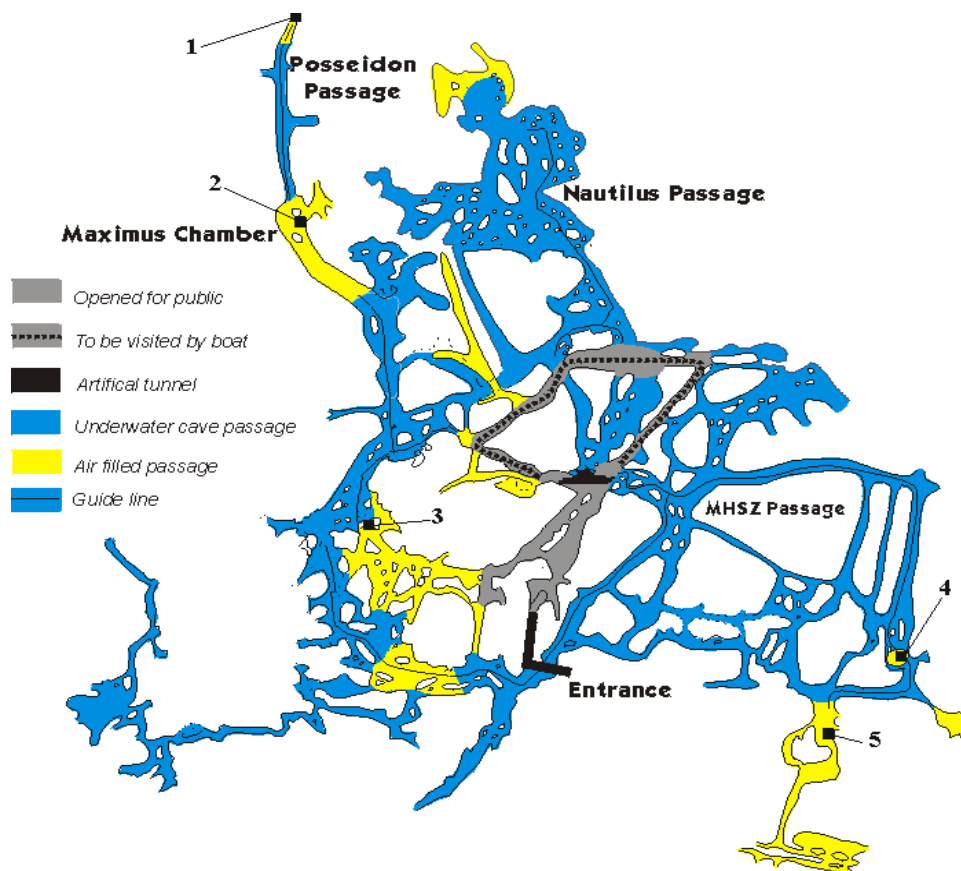 1
Posseidon
Passage
2
Nautilus Passage
Maximus Chamber
Opened for public
To be visited by boat
Artifical tunnel
Underwater cave passage
Air filled passage
Guide line
MHSZ Passage
3
4
Entrance
5